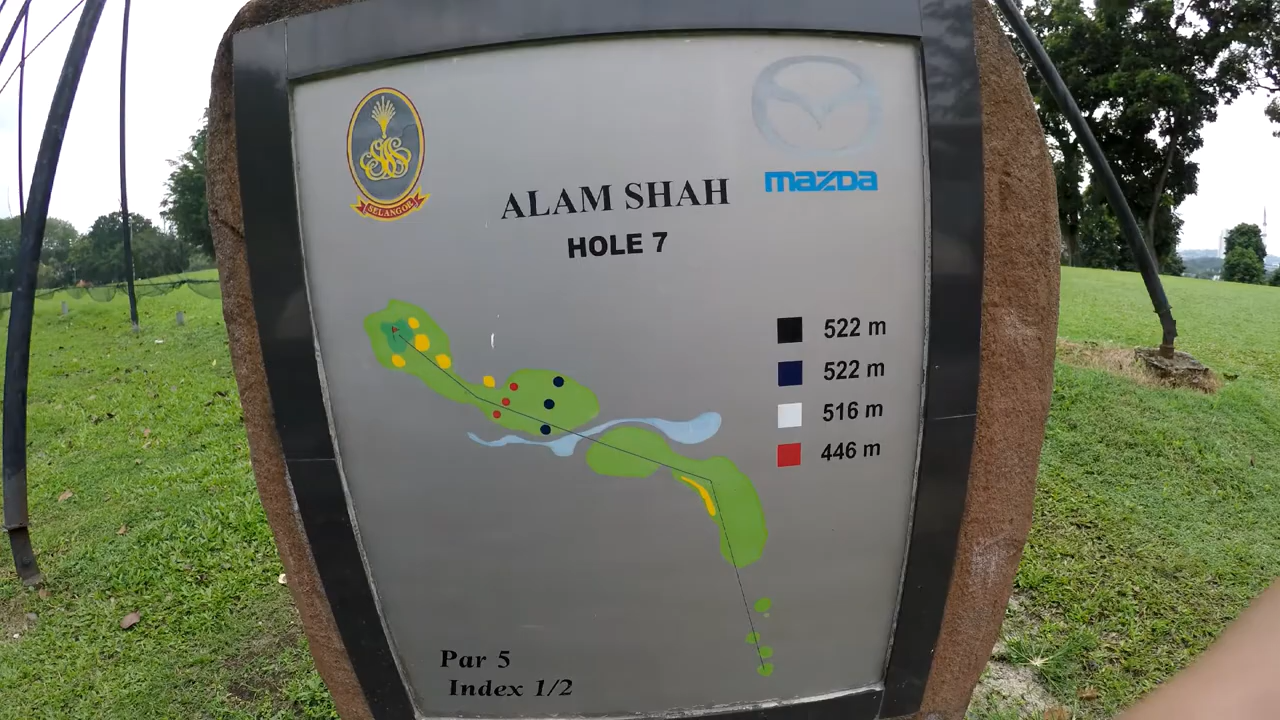 SELANGOR
mazda
ALAM SHAH
HOLE 7
522 m
522 m
516 m
446 m
Par 5
Index 1/2